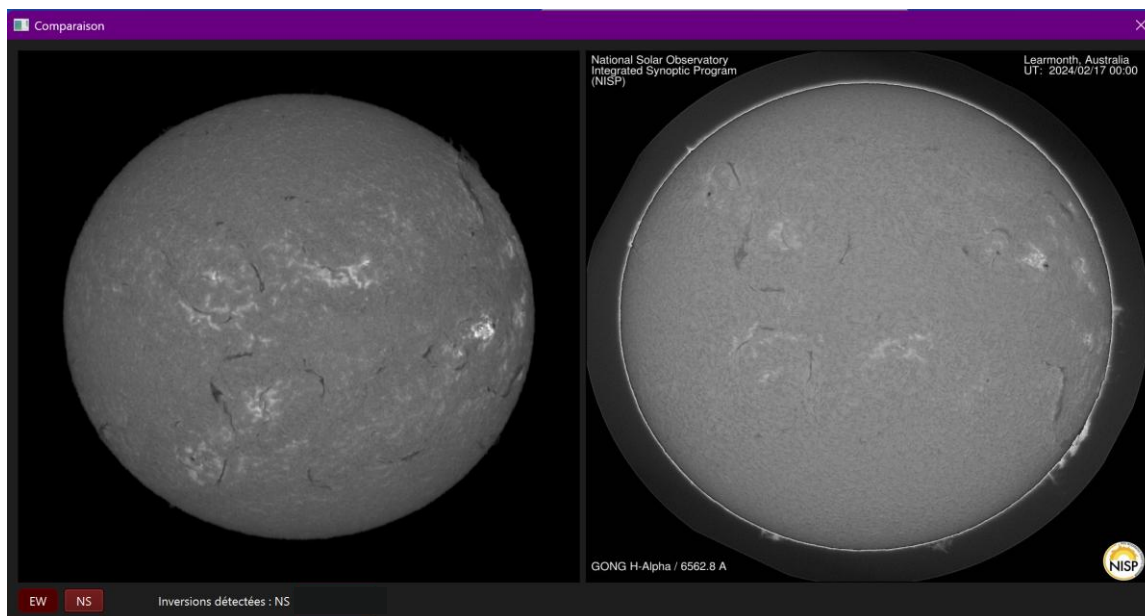 Comparaison
National Solar Observatory
Integrated Synoptic Program
(NISP)
Learmonth, Australia
UT: 2024/02/17 00:00
GONG H-Alpha / 6562.8 A
NISP
EW
NS
Inversions détectées : NS